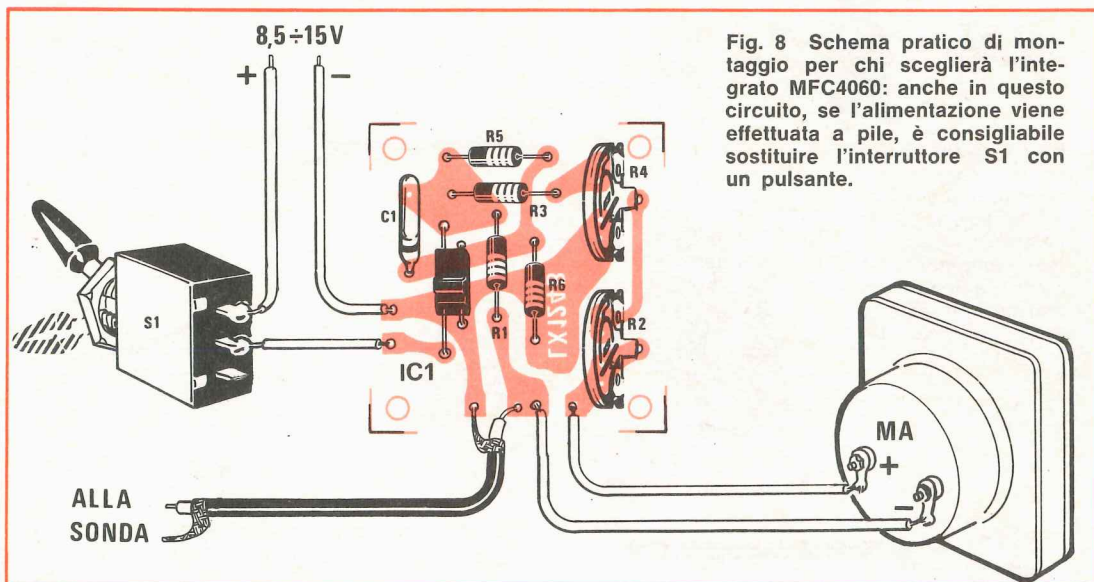 8,5÷15V
+ −
Fig. 8 Schema pratico di mon-
taggio per chi sceglierà l'inte-
grato MFC4060: anche in questo
circuito, se l'alimentazione viene
effettuata a pile, è consigliabile
sostituire l'interruttore S1 con
un pulsante.
R5
R4
C1
R3
S1
R1
R6
R2
LX124B
IC1
MA
+
−
ALLA
SONDA